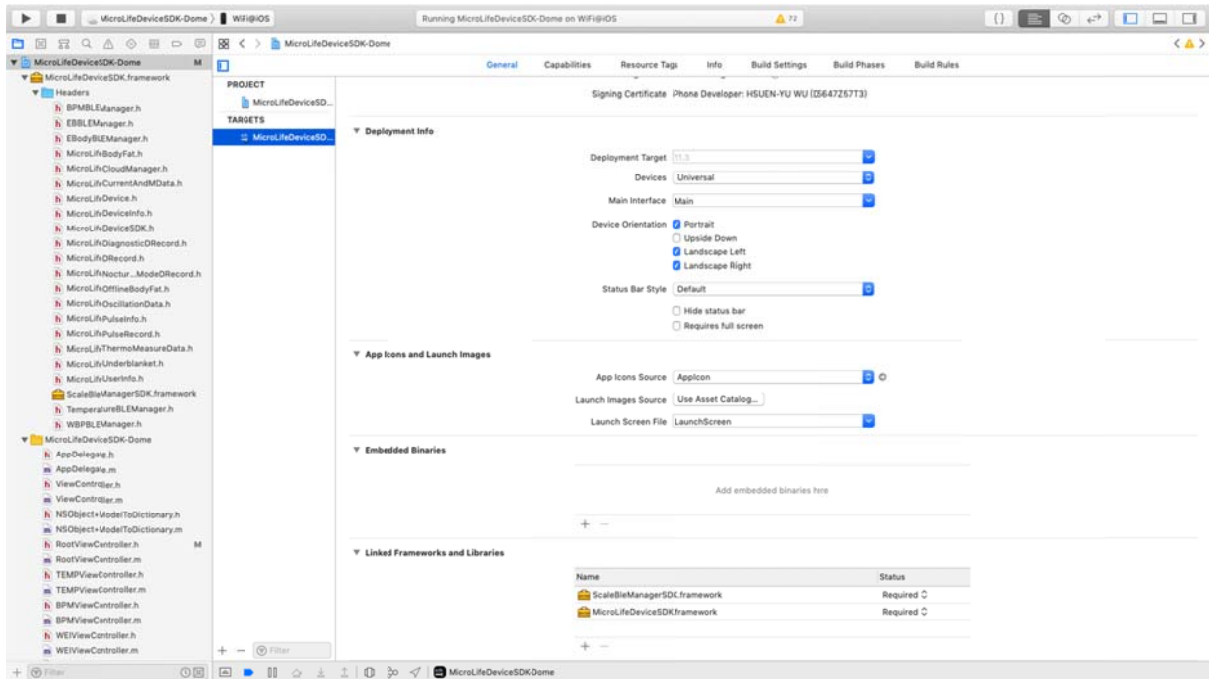 MicroLifeDeviceSDK-Dome
WiFi@iOS
Running MicroLifeDeviceSDK-Dome on WiFi@iOS
72
MicroLifeDeviceSDK-Dome
MicroLifeDeviceSDK-Dome M
MicroLifeDeviceSDK.framework
Headers
BPMBLEManager.h
EBBLEManager.h
EBodyBLEManager.h
MicroLifeBodyFat.h
MicroLifeCloudManager.h
MicroLifeCurrentAndMData.h
MicroLifeDevice.h
MicroLifeDeviceInfo.h
MicroLifeDeviceSDK.h
MicroLifeDiagnosticDRecord.h
MicroLifeDRecord.h
MicroLifeNoctur...ModeDRecord.h
MicroLifeOfflineBodyFat.h
MicroLifeOscillationData.h
MicroLifePulseInfo.h
MicroLifePulseRecord.h
MicroLifeThermoMeasureData.h
MicroLifeUnderblanket.h
MicroLifeUserInfo.h
ScaleBleManagerSDK.framework
TemperatureBLEManager.h
WBPBLEManager.h
MicroLifeDeviceSDK-Dome
AppDelegate.h
AppDelegate.m
ViewController.h
ViewController.m
NSObject+ModelToDictionary.h
NSObject+ModelToDictionary.m
RootViewController.h M
RootViewController.m
TEMPViewController.h
TEMPViewController.m
BPMViewController.h
BPMViewController.m
WEIViewController.h
WEIViewController.m
Filter
PROJECT
MicroLifeDeviceSD...
TARGETS
MicroLifeDeviceSD...
Filter
General Capabilities Resource Tags Info Build Settings Build Phases Build Rules
Signing Certificate Phone Developer: HSUEN-YU WU (D5647Z57T3)
Deployment Info
Deployment Target 11.3
Devices Universal
Main Interface Main
Device Orientation Portrait
Upside Down
Landscape Left
Landscape Right
Status Bar Style Default
Hide status bar
Requires full screen
App Icons and Launch Images
App Icons Source AppIcon
Launch Images Source Use Asset Catalog...
Launch Screen File LaunchScreen
Embedded Binaries
Add embedded binaries here
Linked Frameworks and Libraries
Name Status
ScaleBleManagerSDK.framework Required
MicroLifeDeviceSDK.framework Required
MicroLifeDeviceSDK-Dome